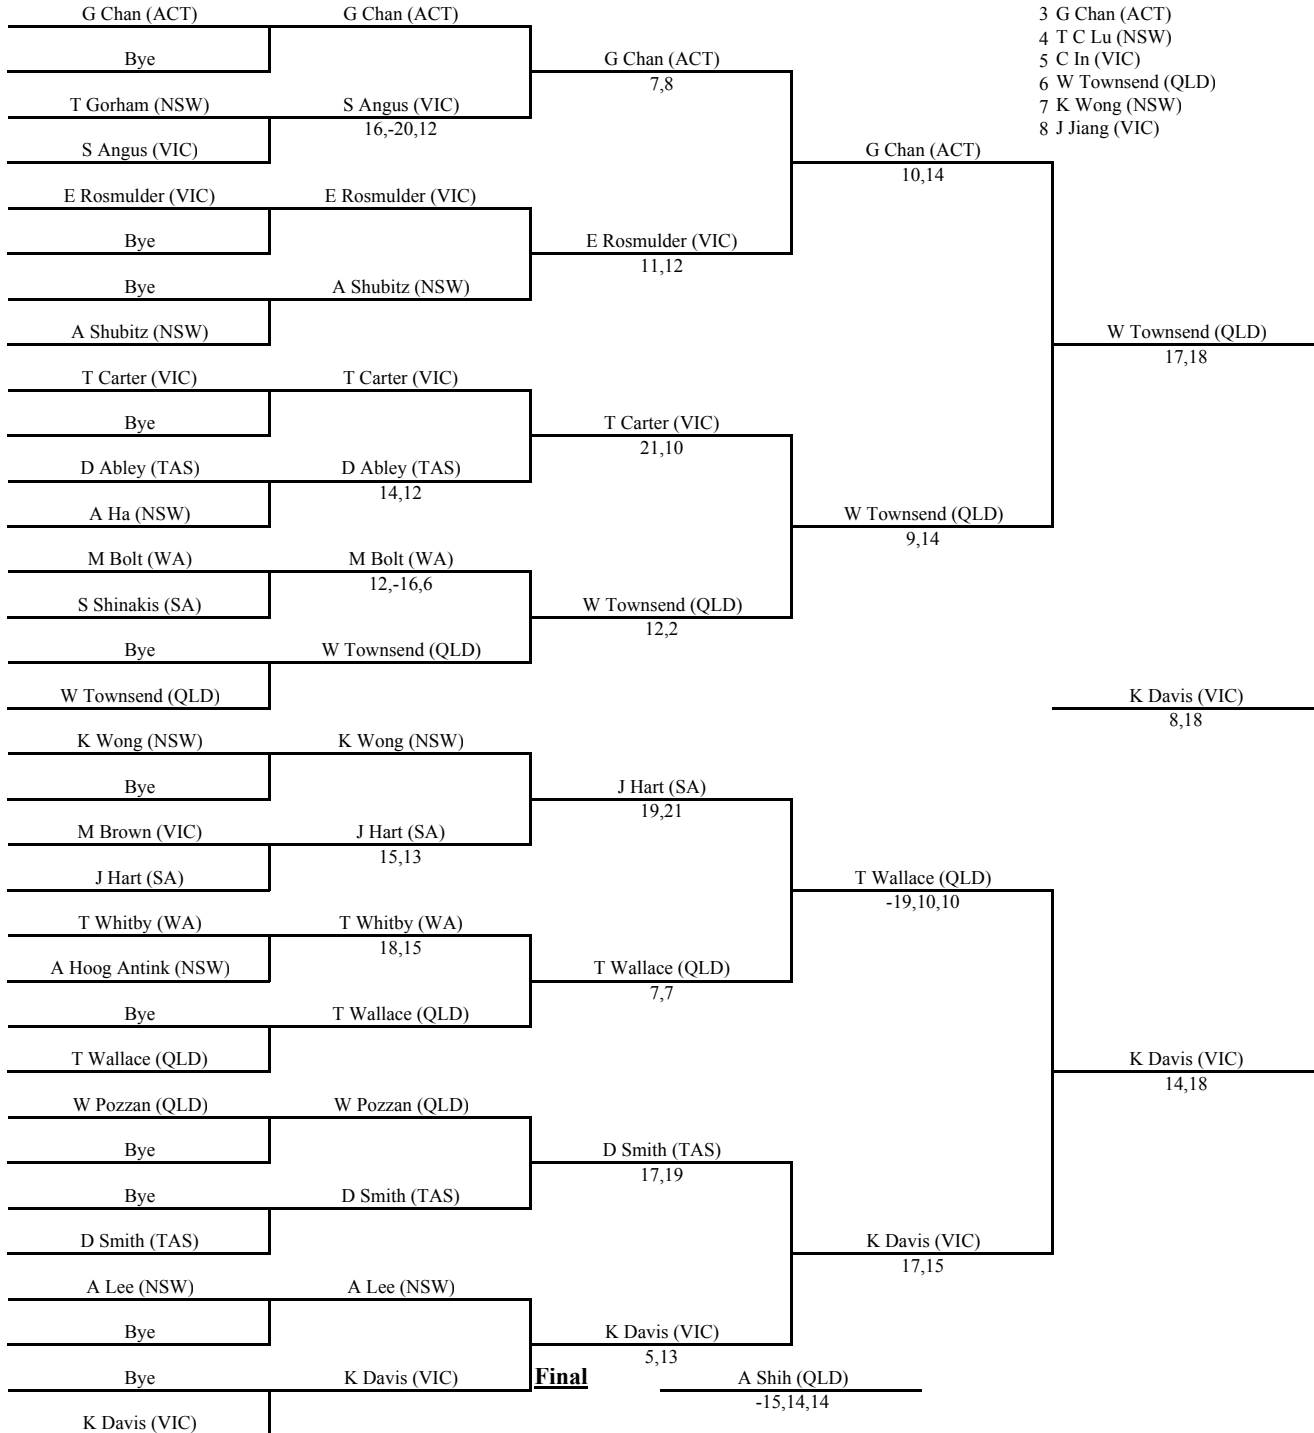 G Chan (ACT) G Chan (ACT) 3 G Chan (ACT)
4 T C Lu (NSW)
Bye G Chan (ACT) 5 C In (VIC)
7,8 6 W Townsend (QLD)
T Gorham (NSW) S Angus (VIC) 7 K Wong (NSW)
16,-20,12 8 J Jiang (VIC)
S Angus (VIC) G Chan (ACT)
10,14
E Rosmulder (VIC) E Rosmulder (VIC)
Bye E Rosmulder (VIC)
11,12
Bye A Shubitz (NSW)
A Shubitz (NSW) W Townsend (QLD)
17,18
T Carter (VIC) T Carter (VIC)
Bye T Carter (VIC)
21,10
D Abley (TAS) D Abley (TAS)
14,12
A Ha (NSW) W Townsend (QLD)
9,14
M Bolt (WA) M Bolt (WA)
12,-16,6
S Shinakis (SA) W Townsend (QLD)
12,2
Bye W Townsend (QLD)
W Townsend (QLD) K Davis (VIC)
8,18
K Wong (NSW) K Wong (NSW)
Bye J Hart (SA)
19,21
M Brown (VIC) J Hart (SA)
15,13
J Hart (SA) T Wallace (QLD)
-19,10,10
T Whitby (WA) T Whitby (WA)
18,15
A Hoog Antink (NSW) T Wallace (QLD)
7,7
Bye T Wallace (QLD)
T Wallace (QLD) K Davis (VIC)
14,18
W Pozzan (QLD) W Pozzan (QLD)
Bye D Smith (TAS)
17,19
Bye D Smith (TAS)
D Smith (TAS) K Davis (VIC)
17,15
A Lee (NSW) A Lee (NSW)
Bye K Davis (VIC)
5,13
Bye K Davis (VIC) Final A Shih (QLD)
-15,14,14
K Davis (VIC)